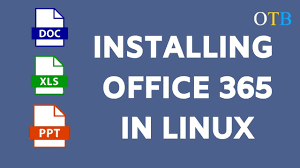 OTB
DOC
XLS
PPT
INSTALLING
OFFICE 365
IN LINUX